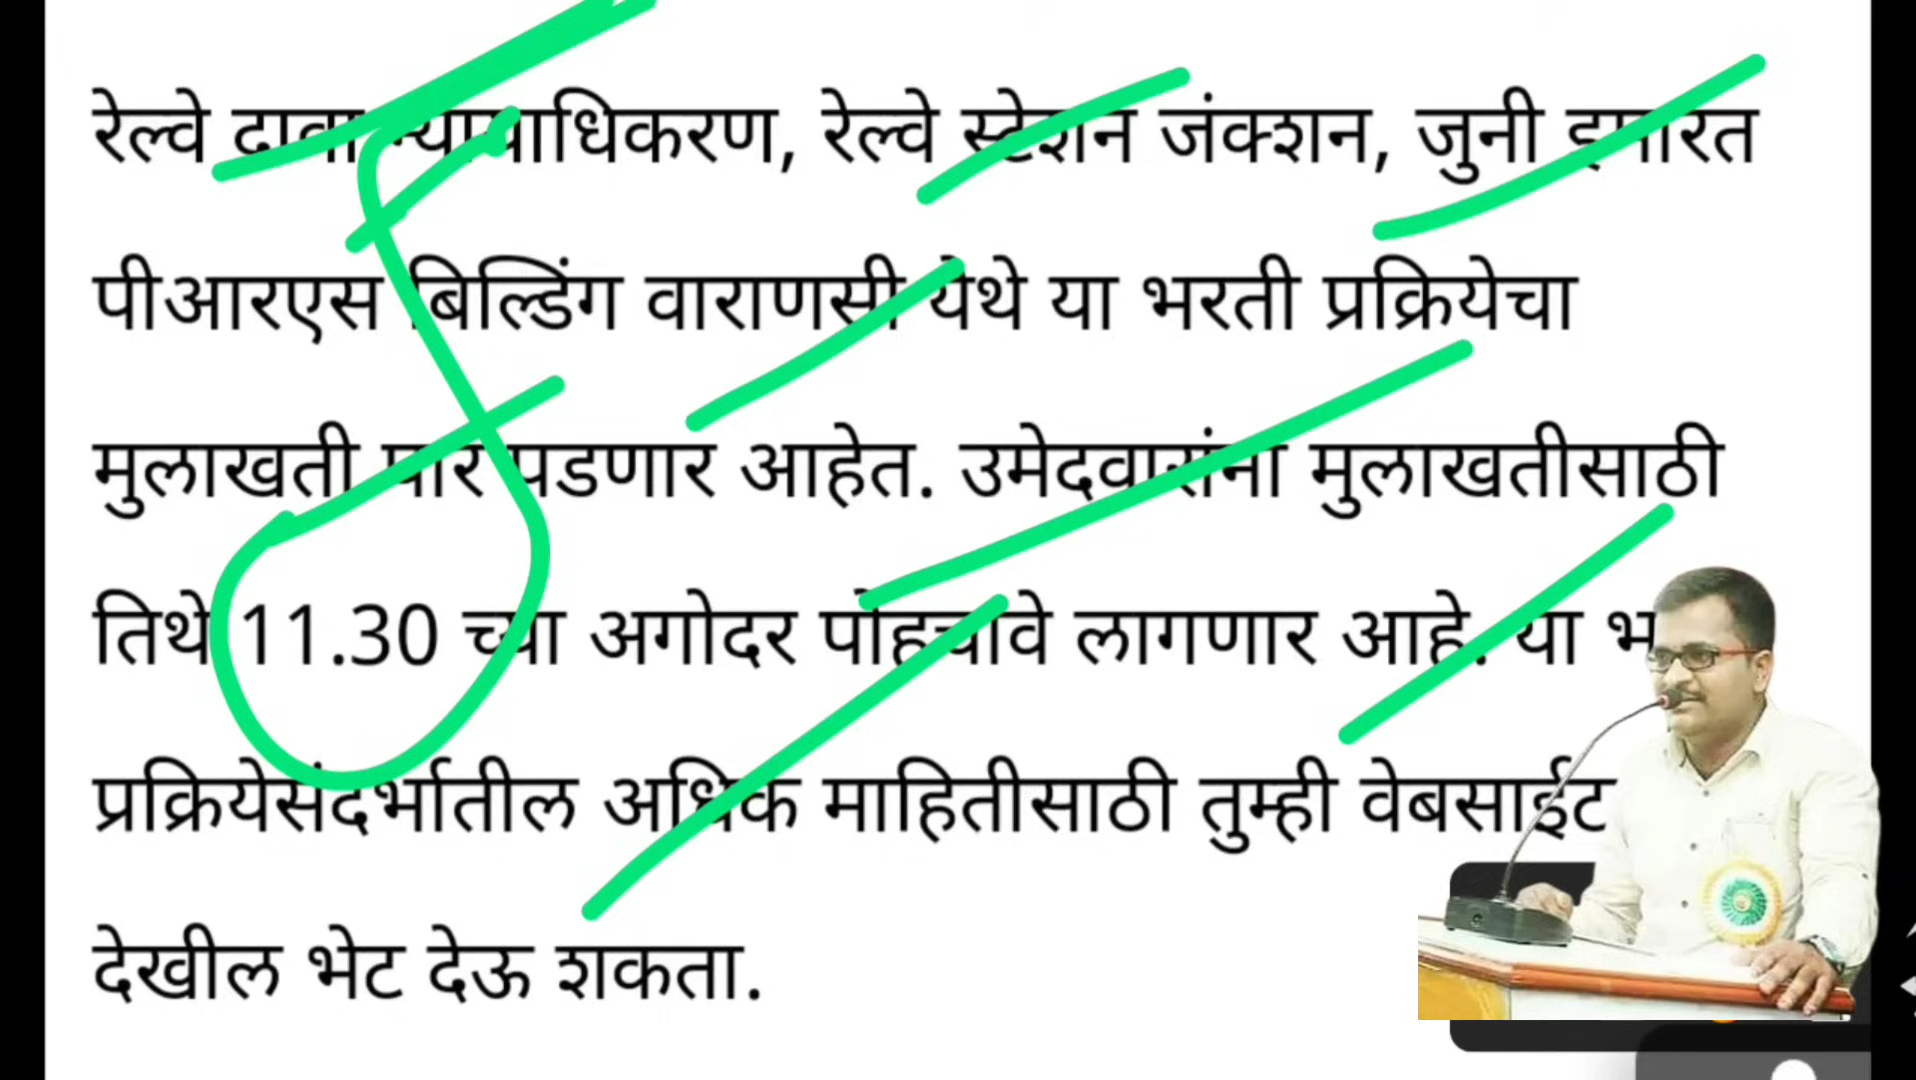 रेल्वे दावा न्यायाधिकरण, रेल्वे स्टेशन जंक्शन, जुनी इमारत
पीआरएस बिल्डिंग वाराणसी येथे या भरती प्रक्रियेचा
मुलाखती पार पडणार आहेत. उमेदवारांना मुलाखतीसाठी
तिथे 11.30 च्या अगोदर पोहचावे लागणार आहे. या
प्रक्रियेसंदर्भातील अधिक माहितीसाठी तुम्ही वेबसाईट
देखील भेट देऊ शकता.